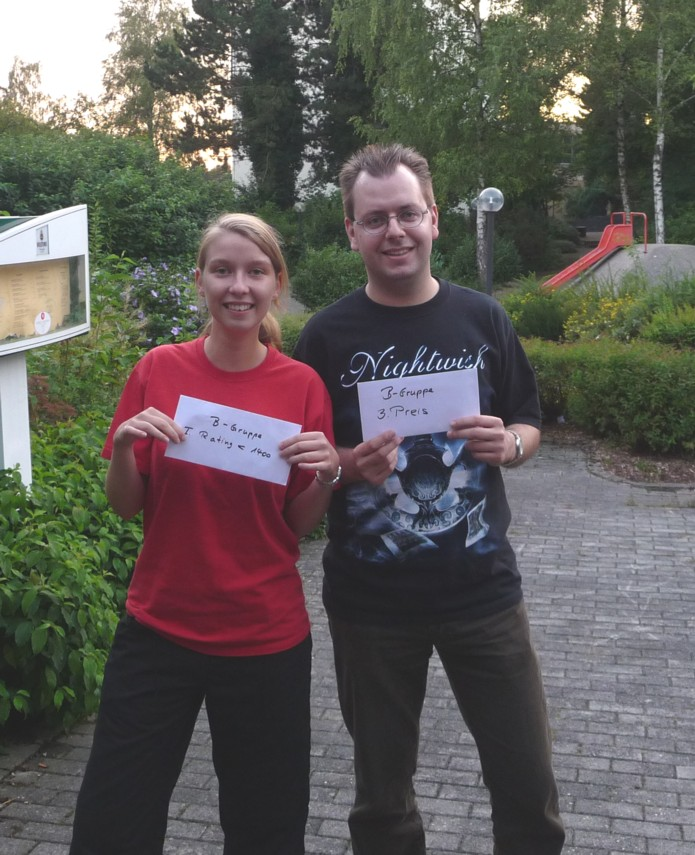 Nightwish
B-Gruppe
3. Preis
B-Gruppe
I Rating < 1400